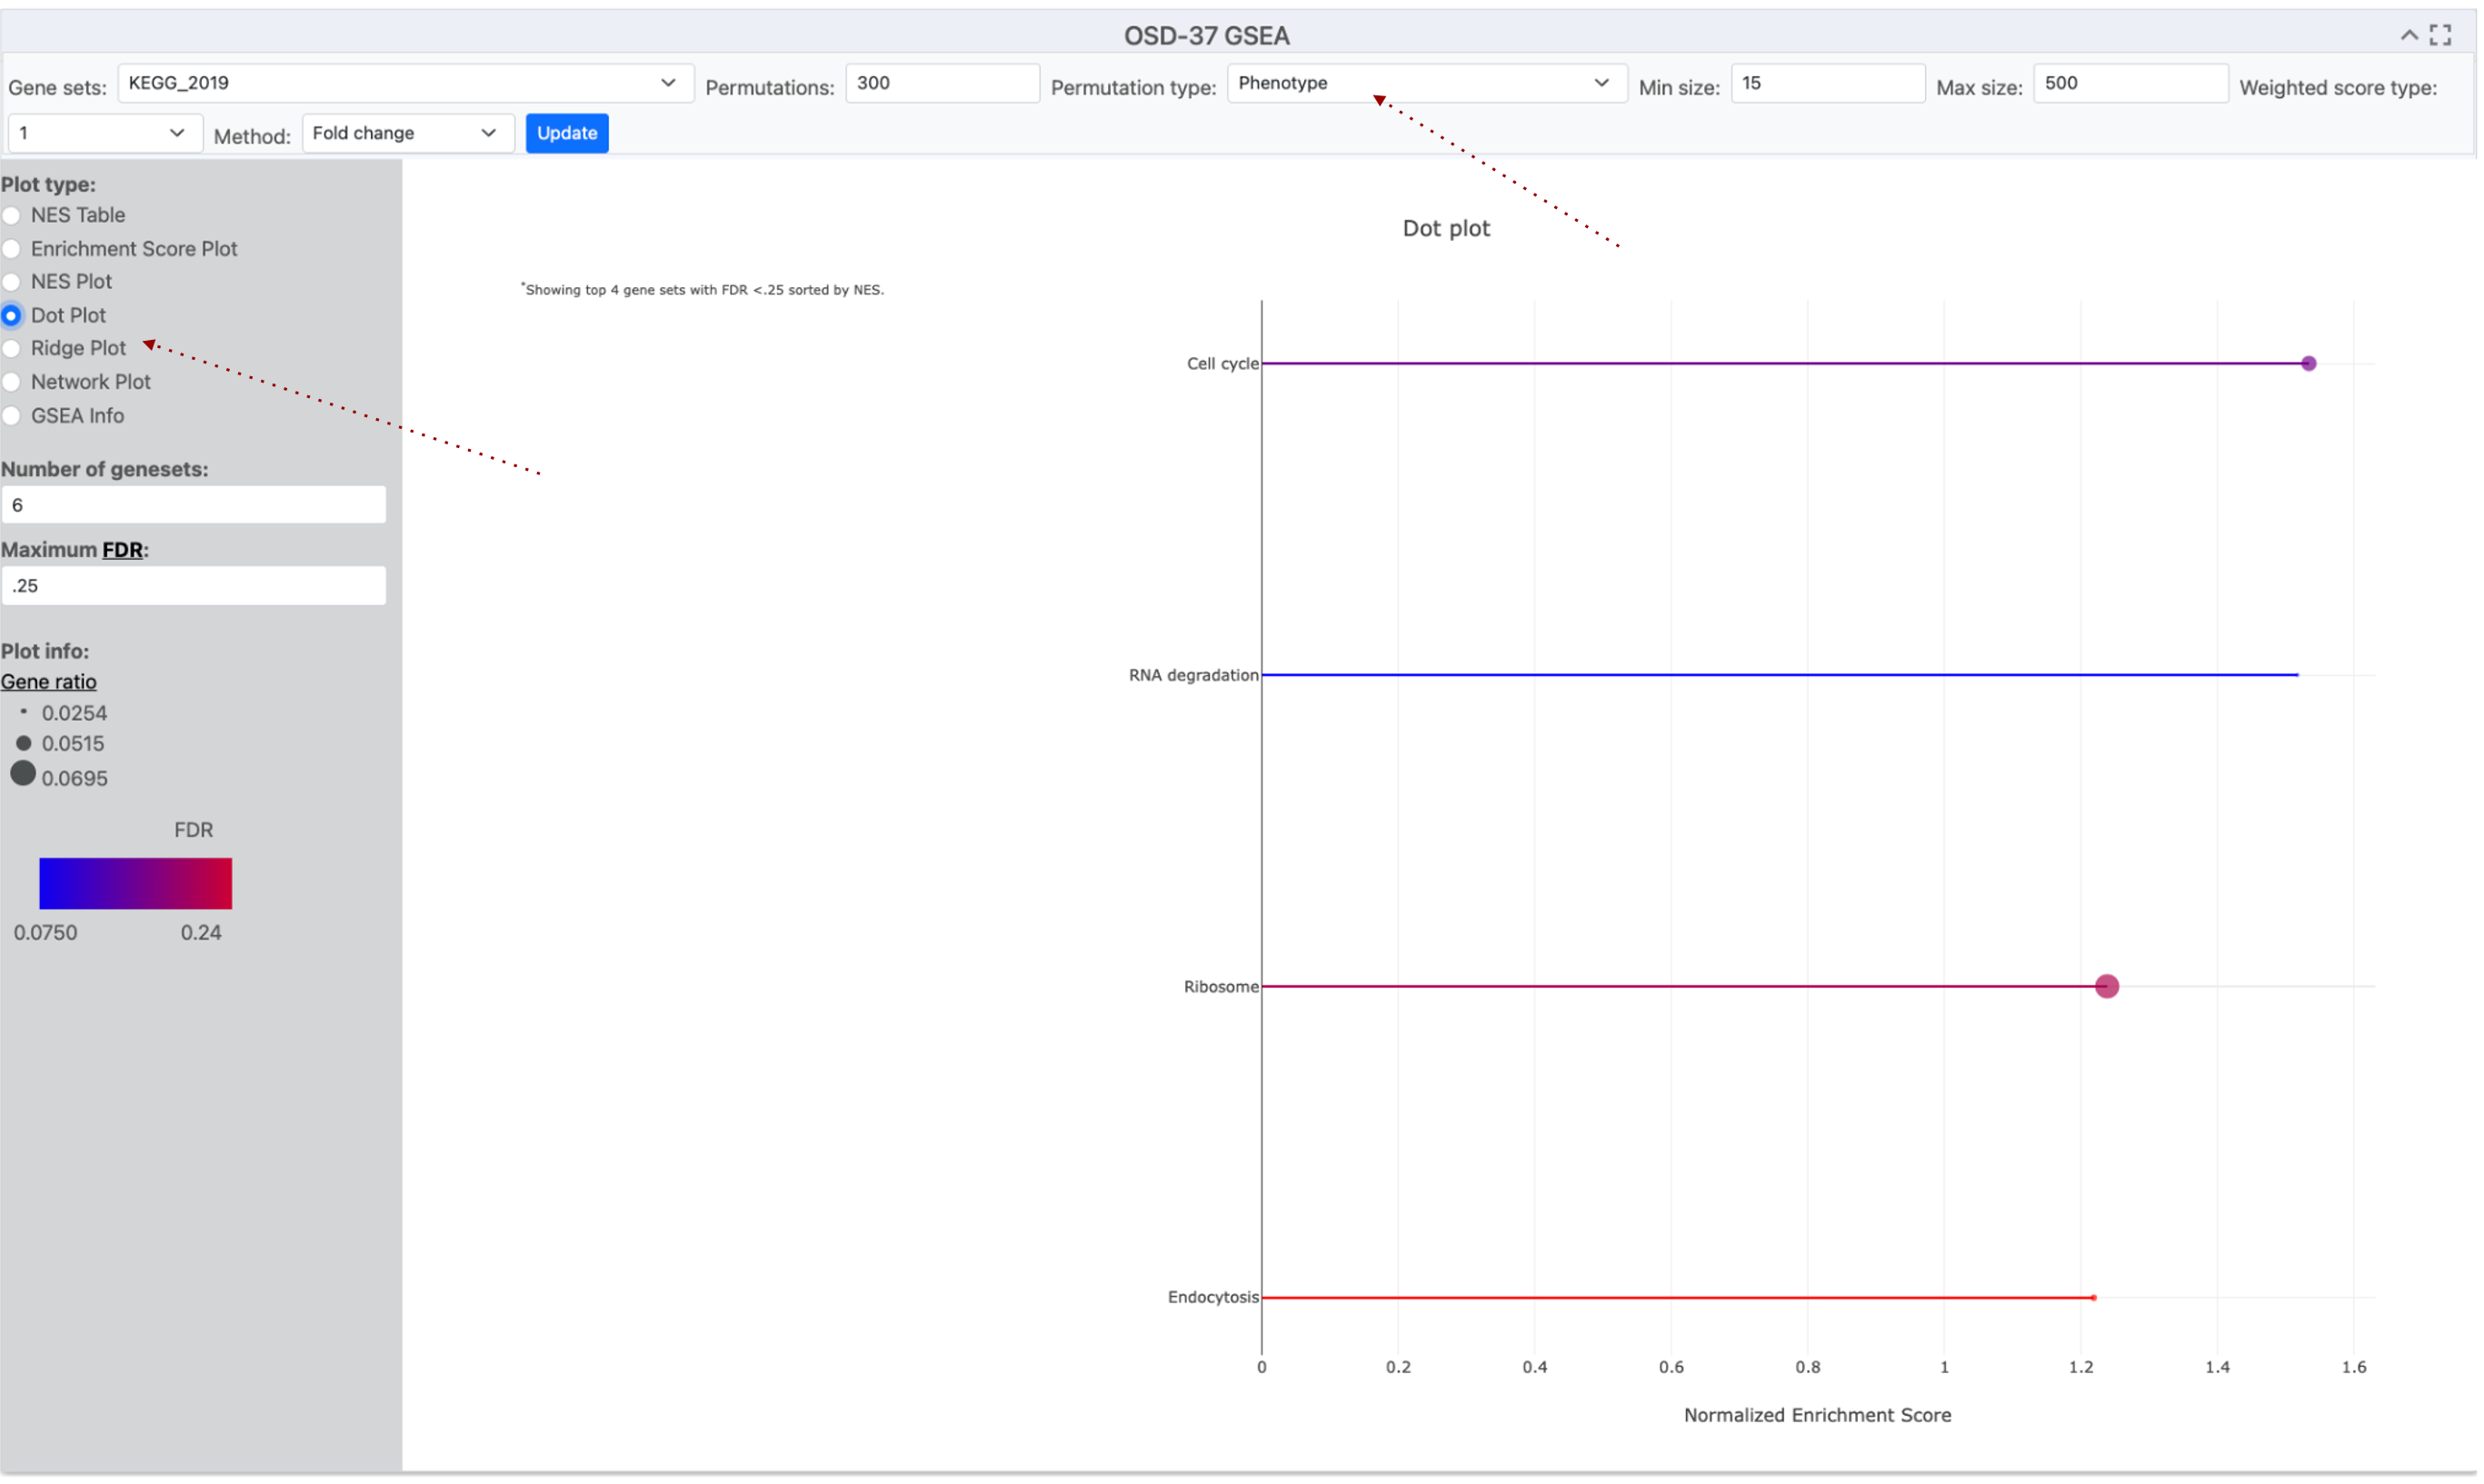 OSD-37 GSEA
Gene sets: KEGG_2019 Permutations: 300 Permutation type: Phenotype Min size: 15 Max size: 500 Weighted score type:
1 Method: Fold change Update
Plot type:
NES Table
Enrichment Score Plot
NES Plot
Dot Plot
Ridge Plot
Network Plot
GSEA Info
Number of genesets:
6
Maximum FDR:
.25
Plot info:
Gene ratio
0.0254
0.0515
0.0695
FDR
0.0750 0.24
Dot plot
*Showing top 4 gene sets with FDR <.25 sorted by NES.
Cell cycle
RNA degradation
Ribosome
Endocytosis
0 0.2 0.4 0.6 0.8 1 1.2 1.4 1.6
Normalized Enrichment Score